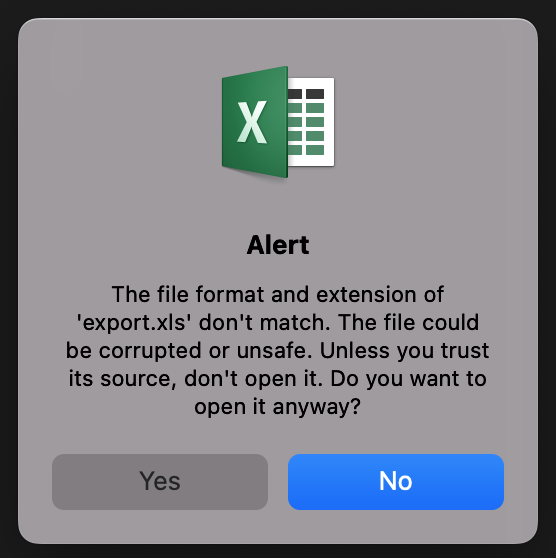 X
Alert
The file format and extension of
'export.xls' don't match. The file could
be corrupted or unsafe. Unless you trust
its source, don't open it. Do you want to
open it anyway?
Yes
No